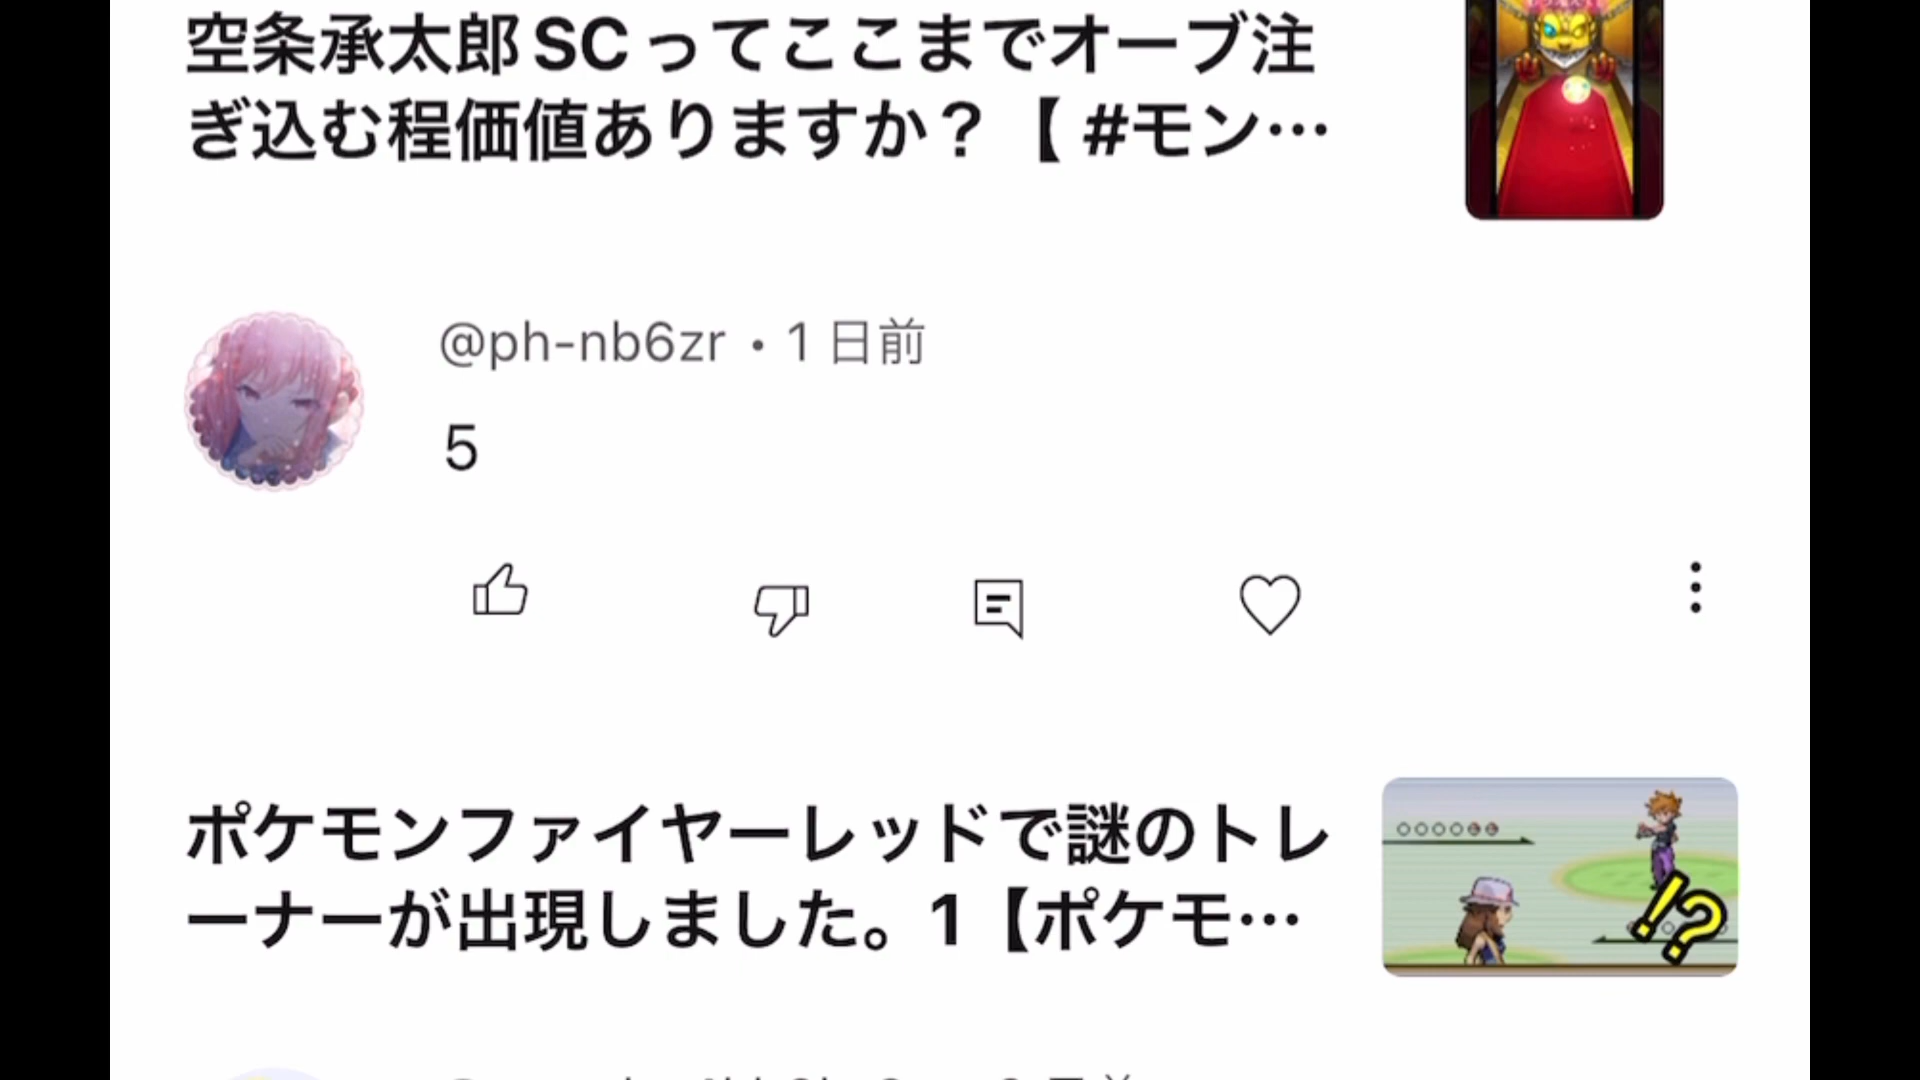 空条承太郎SCってここまでオーブ注
ぎ込む程価値ありますか？【 #モン…
@ph-nb6zr・1 日前
5
ポケモンファイヤーレッドで謎のトレ
ーナーが出現しました。1【ポケモ…
!?